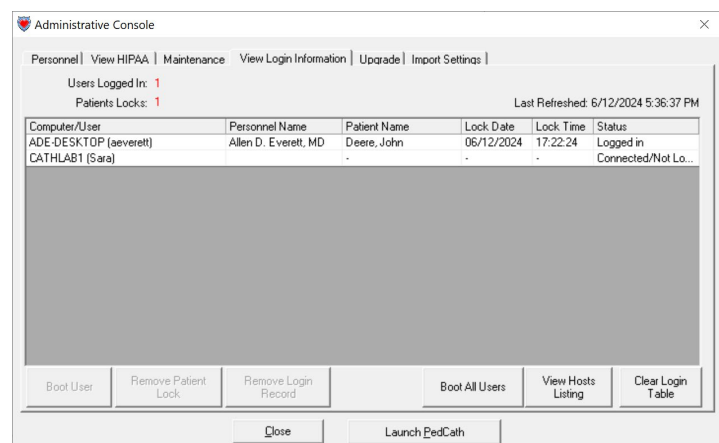 Administrative Console
Personnel View HIPAA Maintenance View Login Information Upgrade Import Settings
Users Logged In: 1
Patients Locks: 1
Last Refreshed: 6/12/2024 5:36:37 PM
Computer/User Personnel Name Patient Name Lock Date Lock Time Status
ADE-DESKTOP (aeverett) Allen D. Everett, MD Deere, John 06/12/2024 17:22:24 Logged in
CATHLAB1 (Sara) - - - Connected/Not Lo...
Boot User Remove Patient Lock Remove Login Record Boot All Users View Hosts Listing Clear Login Table
Close Launch PedCath